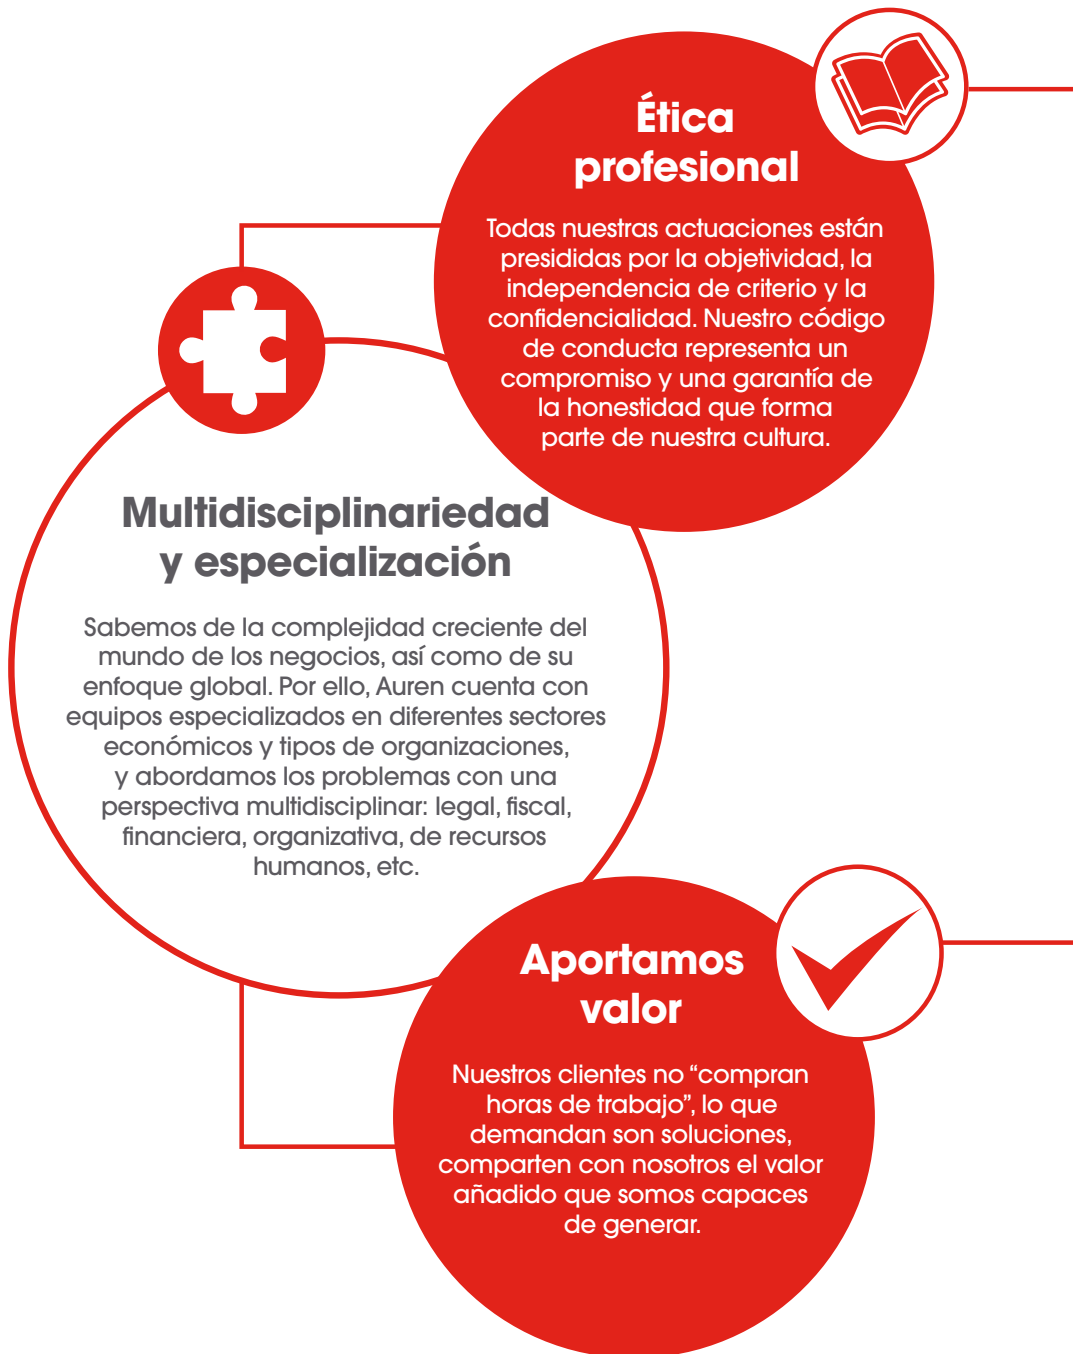 Ética
profesional
Todas nuestras actuaciones están
presididas por la objetividad, la
independencia de criterio y la
confidencialidad. Nuestro código
de conducta representa un
compromiso y una garantía de
la honestidad que forma
parte de nuestra cultura.
Multidisciplinariedad
y especialización
Sabemos de la complejidad creciente del
mundo de los negocios, así como de su
enfoque global. Por ello, Auren cuenta con
equipos especializados en diferentes sectores
económicos y tipos de organizaciones,
y abordamos los problemas con una
perspectiva multidisciplinar: legal, fiscal,
financiera, organizativa, de recursos
humanos, etc.
Aportamos
valor
Nuestros clientes no “compran
horas de trabajo”, lo que
demandan son soluciones,
comparten con nosotros el valor
añadido que somos capaces
de generar.